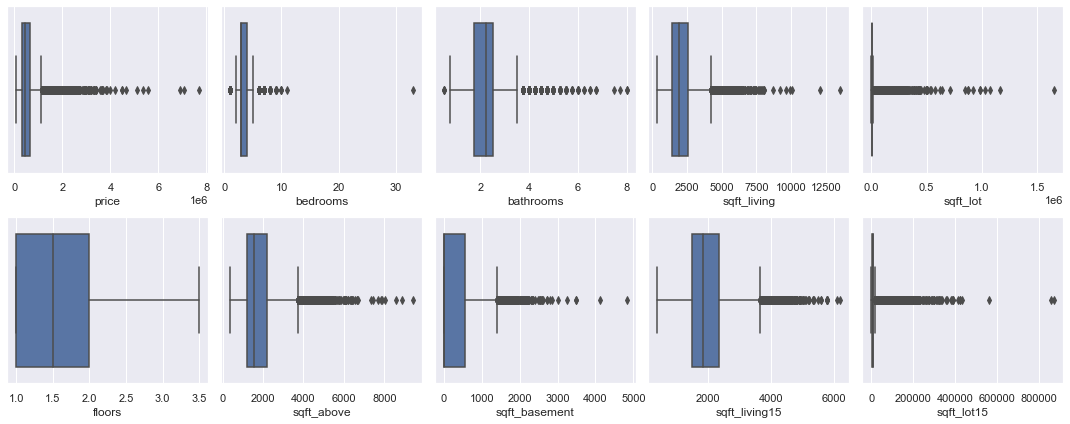 0 2 4 6 8
1e6
price
0 10 20 30
bedrooms
2 4 6 8
bathrooms
0 2500 5000 7500 10000 12500
sqft_living
0.0 0.5 1.0 1.5
1e6
sqft_lot
1.0 1.5 2.0 2.5 3.0 3.5
floors
2000 4000 6000 8000
sqft_above
0 1000 2000 3000 4000 5000
sqft_basement
2000 4000 6000
sqft_living15
0 200000 400000 600000 800000
sqft_lot15